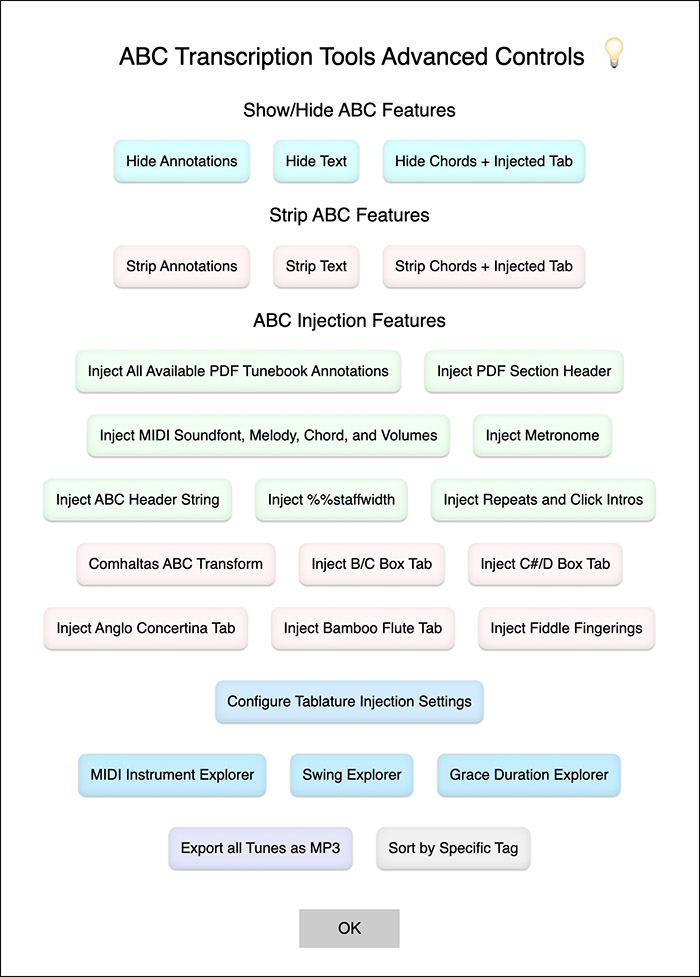 ABC Transcription Tools Advanced Controls
Show/Hide ABC Features
Hide Annotations Hide Text Hide Chords + Injected Tab
Strip ABC Features
Strip Annotations Strip Text Strip Chords + Injected Tab
ABC Injection Features
Inject All Available PDF Tunebook Annotations Inject PDF Section Header
Inject MIDI Soundfont, Melody, Chord, and Volumes Inject Metronome
Inject ABC Header String Inject %%staffwidth Inject Repeats and Click Intros
Comhaltas ABC Transform Inject B/C Box Tab Inject C#/D Box Tab
Inject Anglo Concertina Tab Inject Bamboo Flute Tab Inject Fiddle Fingerings
Configure Tablature Injection Settings
MIDI Instrument Explorer Swing Explorer Grace Duration Explorer
Export all Tunes as MP3 Sort by Specific Tag
OK